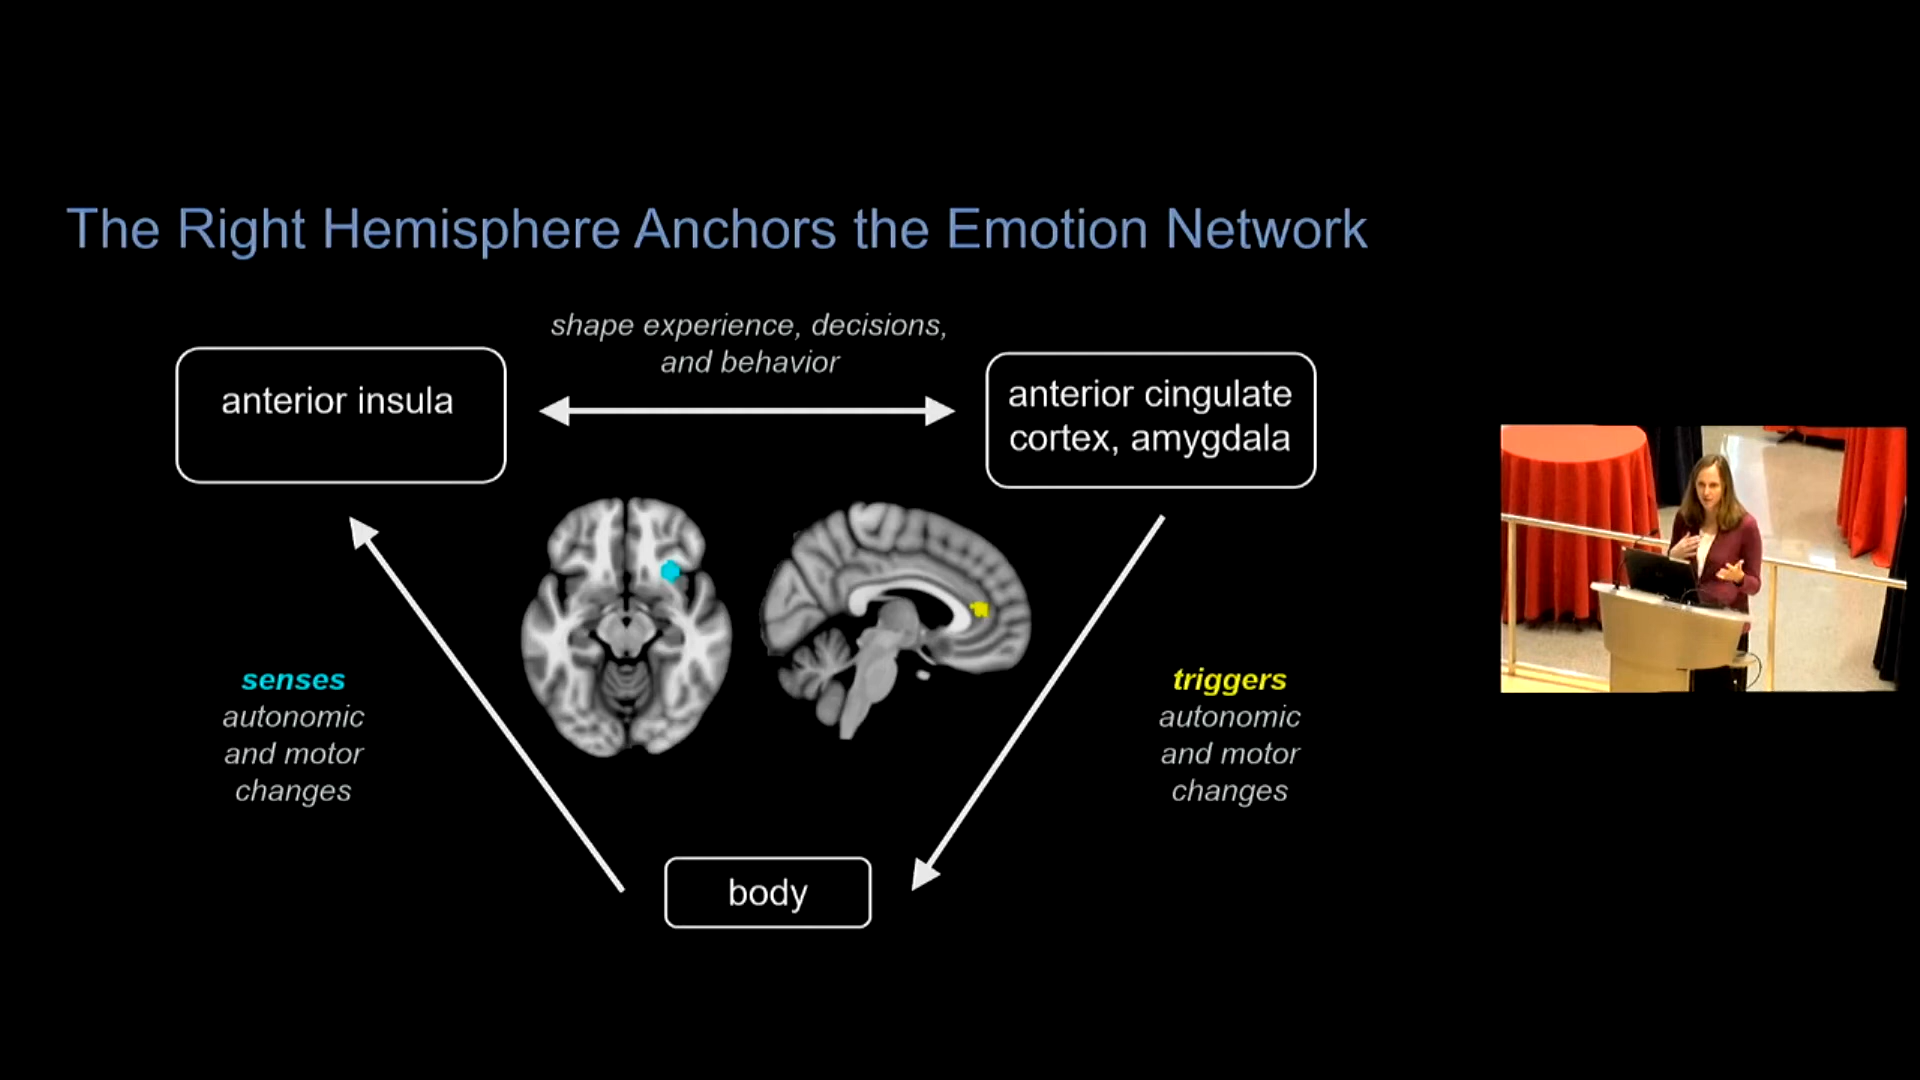 The Right Hemisphere Anchors the Emotion Network
shape experience, decisions,
and behavior
anterior insula
anterior cingulate
cortex, amygdala
senses
autonomic
and motor
changes
triggers
autonomic
and motor
changes
body